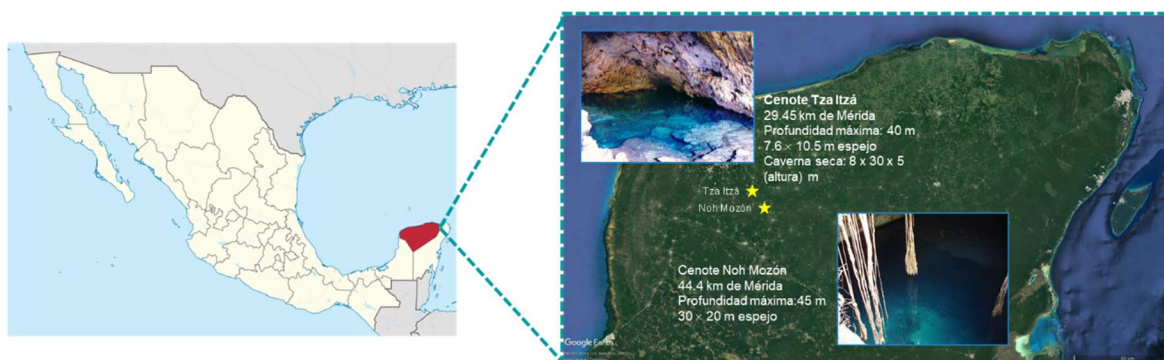 Cenote Tza Itzá
29.45 km de Mérida
Profundidad máxima: 40 m
7.6 × 10.5 m espejo
Caverna seca: 8 x 30 x 5
(altura) m
Tza Itzá
Noh Mozón
Cenote Noh Mozón
44.4 km de Mérida
Profundidad máxima:45 m
30 × 20 m espejo
Google Earth